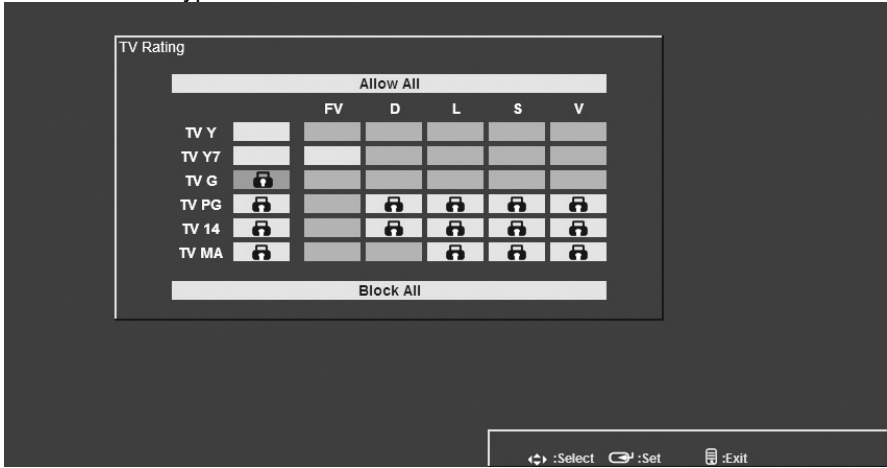 TV Rating
Allow All
FV D L S V
TV Y
TV Y7
TV G
TV PG
TV 14
TV MA
Block All
:Select :Set :Exit